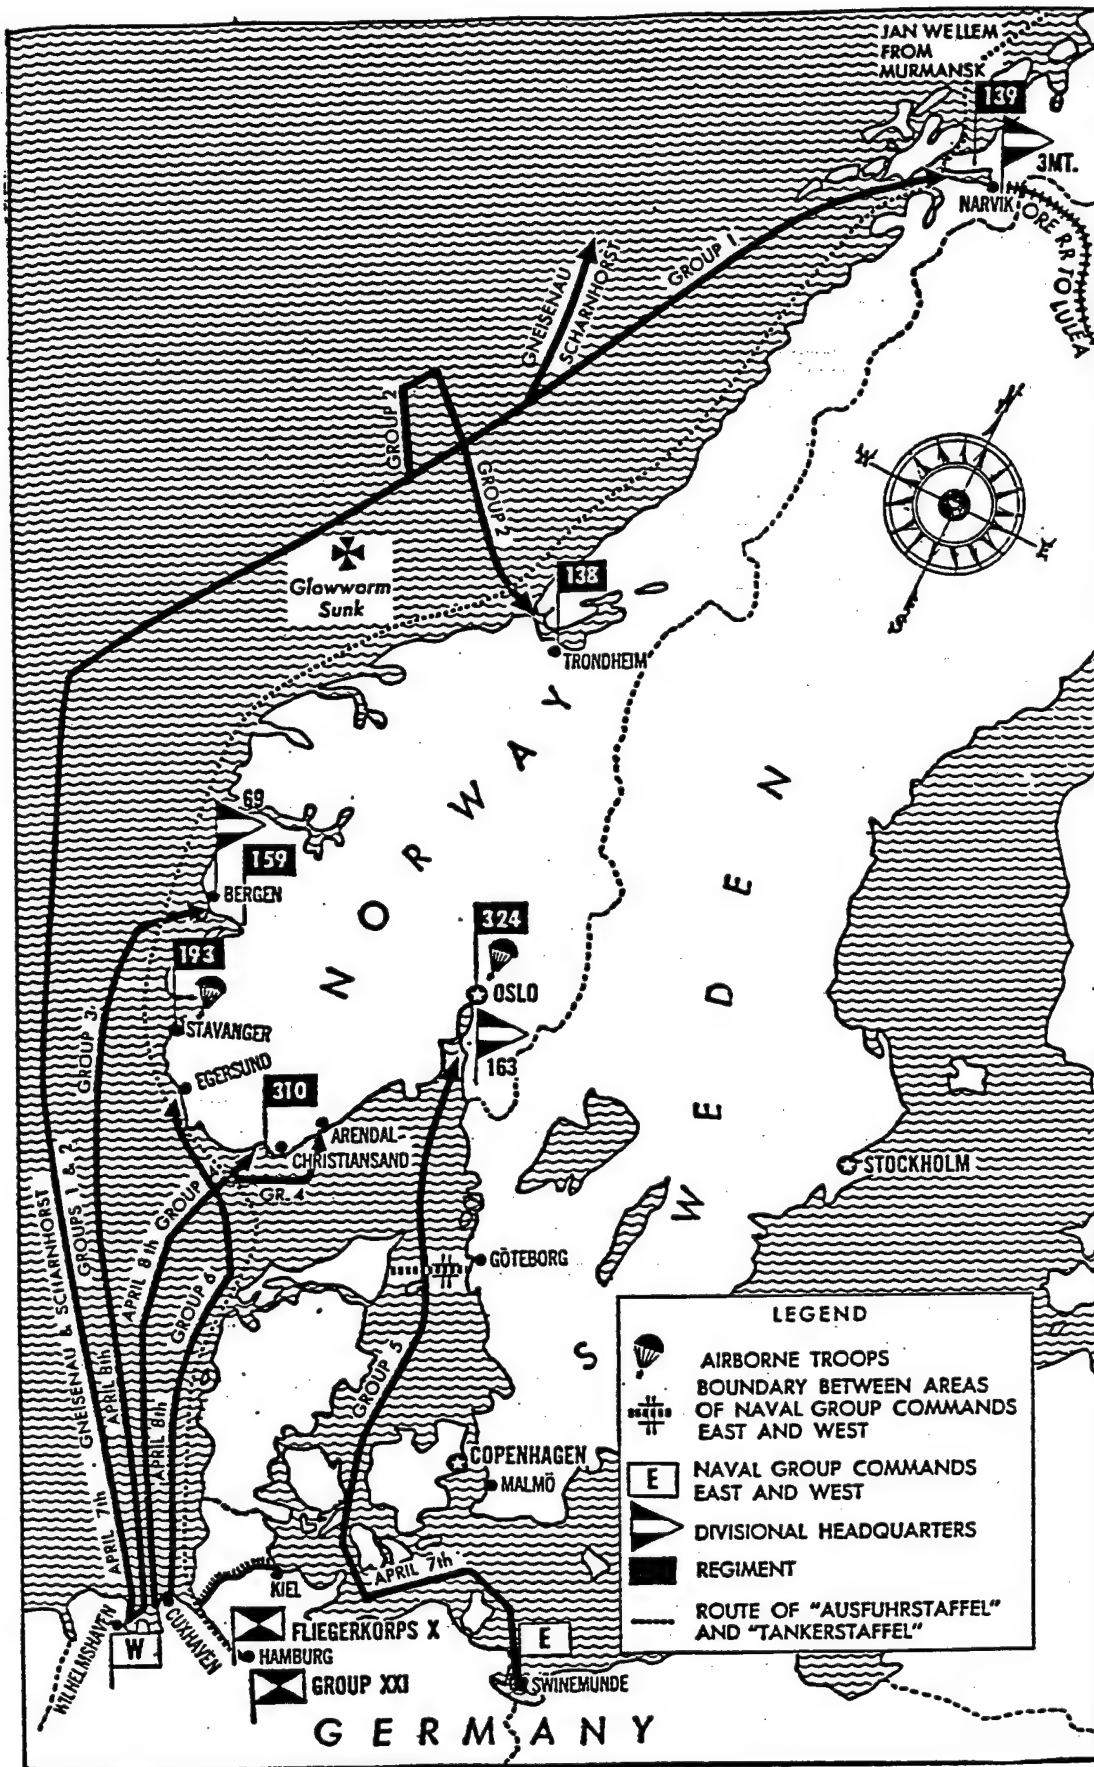 JAN WELLEM
FROM
MURMANSK
139
3MT.
NARVIK
ORE RR TO LULEA
GROUP 1
GNEISENAU
SCHARNHORST
GROUP 2
GROUP 2
N
W
E
S
Glowworm
Sunk
138
TRONDHEIM
NORWAY
SWEDEN
69
159
BERGEN
193
STAVANGER
EGERSUND
324
OSLO
163
310
ARENDAL-
CHRISTIANSAND
GR. 4
STOCKHOLM
GÖTEBORG
GROUP 3
GROUPS 1 & 2
GNEISENAU & SCHARNHORST
APRIL 7th
APRIL 8th
APRIL 8th GROUP 4
APRIL 8th
GROUP 6
GROUP 5
COPENHAGEN
MALMÖ
APRIL 7th
KIEL
WILHELMSHAVEN
W
CUXHAVEN
FLIEGERKORPS X
HAMBURG
GROUP XXI
E
SWINEMUNDE
GERMANY
LEGEND
AIRBORNE TROOPS
BOUNDARY BETWEEN AREAS
OF NAVAL GROUP COMMANDS
EAST AND WEST
E
NAVAL GROUP COMMANDS
EAST AND WEST
DIVISIONAL HEADQUARTERS
REGIMENT
ROUTE OF "AUSFUHRSTAFFEL"
AND "TANKERSTAFFEL"